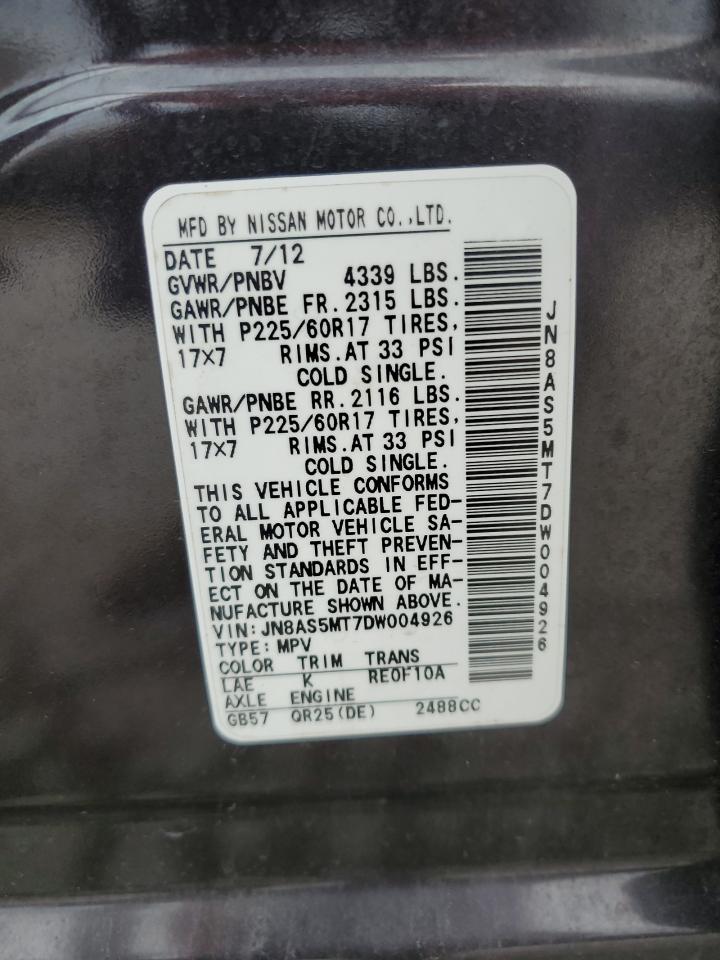 MFD BY NISSAN MOTOR CO.,LTD.
DATE 7/12
GVWR/PNBV 4339 LBS.
GAWR/PNBE FR. 2315 LBS.
WITH P225/60R17 TIRES,
17X7 RIMS.AT 33 PSI
COLD SINGLE.
GAWR/PNBE RR. 2116 LBS.
WITH P225/60R17 TIRES,
17X7 RIMS.AT 33 PSI
COLD SINGLE.
THIS VEHICLE CONFORMS
TO ALL APPLICABLE FED-
ERAL MOTOR VEHICLE SA-
FETY AND THEFT PREVEN-
TION STANDARDS IN EFF-
ECT ON THE DATE OF MA-
NUFACTURE SHOWN ABOVE.
VIN:JN8AS5MT7DW004926
TYPE:MPV
COLOR TRIM TRANS
LAE K RE0F10A
AXLE ENGINE
GB57 QR25(DE) 2488CC
JN8AS5MT7DW004926